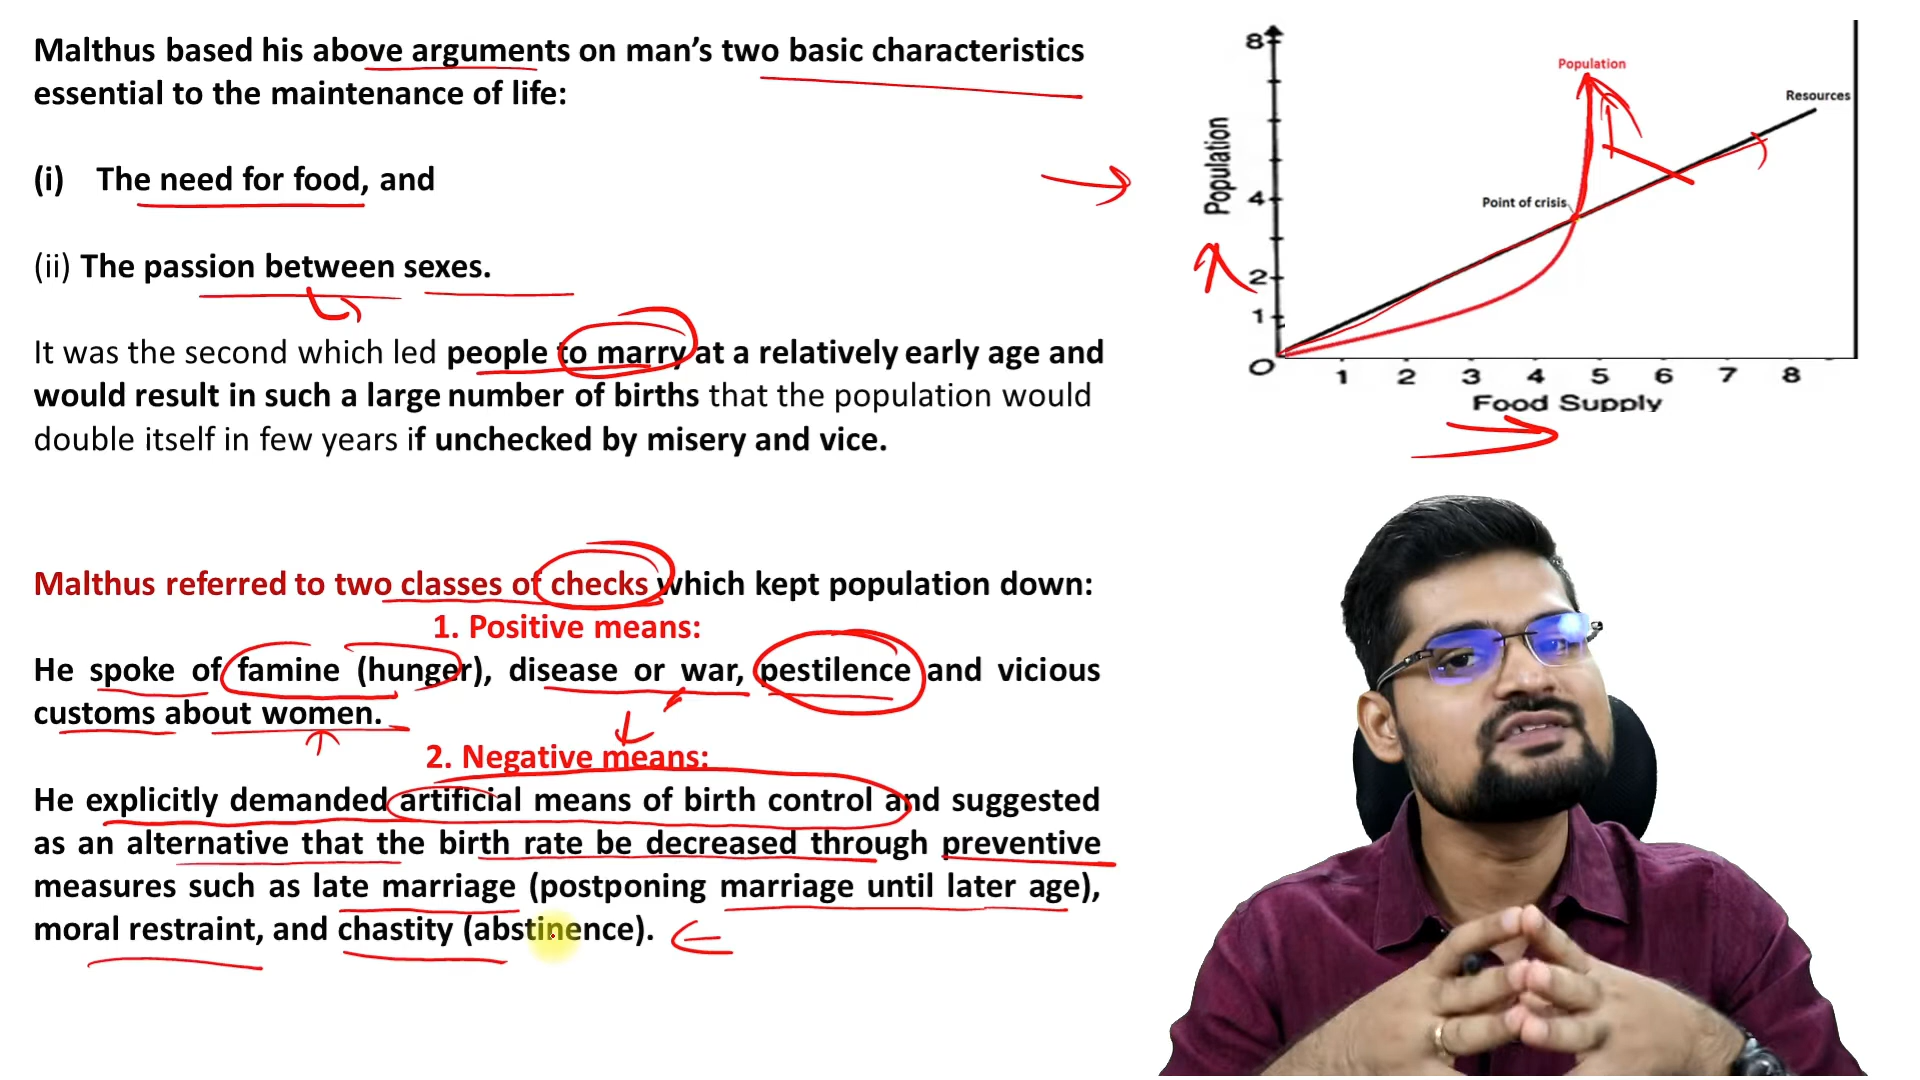 Malthus based his above arguments on man's two basic characteristics
essential to the maintenance of life:
(i) The need for food, and
(ii) The passion between sexes.
It was the second which led people to marry at a relatively early age and
would result in such a large number of births that the population would
double itself in few years if unchecked by misery and vice.
Malthus referred to two classes of checks which kept population down:
1. Positive means:
He spoke of famine (hunger), disease or war, pestilence and vicious
customs about women.
2. Negative means:
He explicitly demanded artificial means of birth control and suggested
as an alternative that the birth rate be decreased through preventive
measures such as late marriage (postponing marriage until later age),
moral restraint, and chastity (abstinence).
8
Population
Resources
Population
Point of crisis
4
2
1
O
1 2 3 4 5 6 7 8
Food Supply